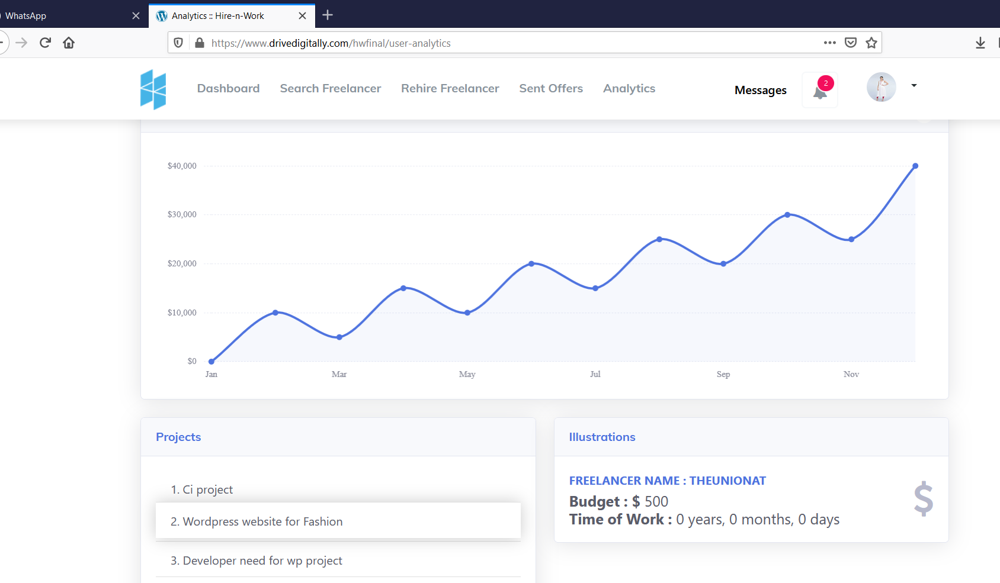 WhatsApp
Analytics :: Hire-n-Work
https://www.drivedigitally.com/hwfinal/user-analytics
Dashboard Search Freelancer Rehire Freelancer Sent Offers Analytics Messages 2
$40,000
$30,000
$20,000
$10,000
$0
Jan Mar May Jul Sep Nov
Projects
1. Ci project
2. Wordpress website for Fashion
3. Developer need for wp project
Illustrations
FREELANCER NAME : THEUNIONAT
Budget : $ 500
Time of Work : 0 years, 0 months, 0 days
$